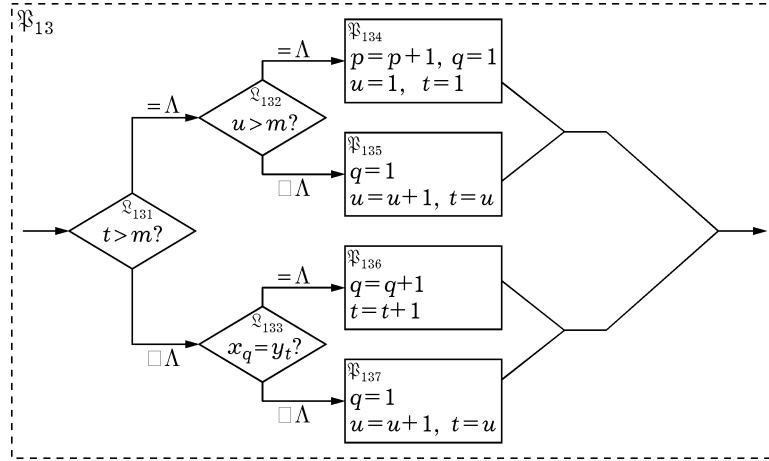 𝔓₁₃
𝔓₁₃₄
=Λ
p=p+1, q=1
u=1, t=1
𝔏₁₃₂
=Λ
u>m?
𝔓₁₃₅
q=1
□Λ
u=u+1, t=u
𝔏₁₃₁
t>m?
𝔓₁₃₆
=Λ
q=q+1
t=t+1
𝔏₁₃₃
x_q=y_t?
□Λ
𝔓₁₃₇
q=1
□Λ
u=u+1, t=u